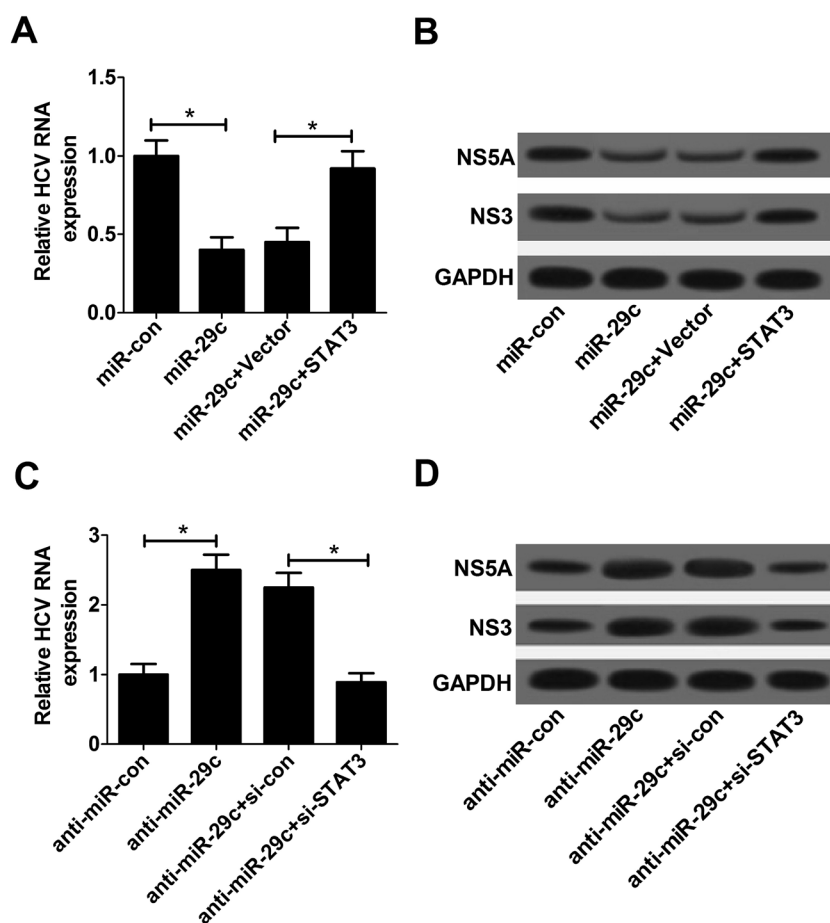 A
Relative HCV RNA
expression
1.5
1.0
0.5
0.0
*
*
miR-con
miR-29c
miR-29c+Vector
miR-29c+STAT3
B
NS5A
NS3
GAPDH
miR-con
miR-29c
miR-29c+Vector
miR-29c+STAT3
C
Relative HCV RNA
expression
3
2
1
0
*
*
anti-miR-con
anti-miR-29c
anti-miR-29c+si-con
anti-miR-29c+si-STAT3
D
NS5A
NS3
GAPDH
anti-miR-con
anti-miR-29c
anti-miR-29c+si-con
anti-miR-29c+si-STAT3